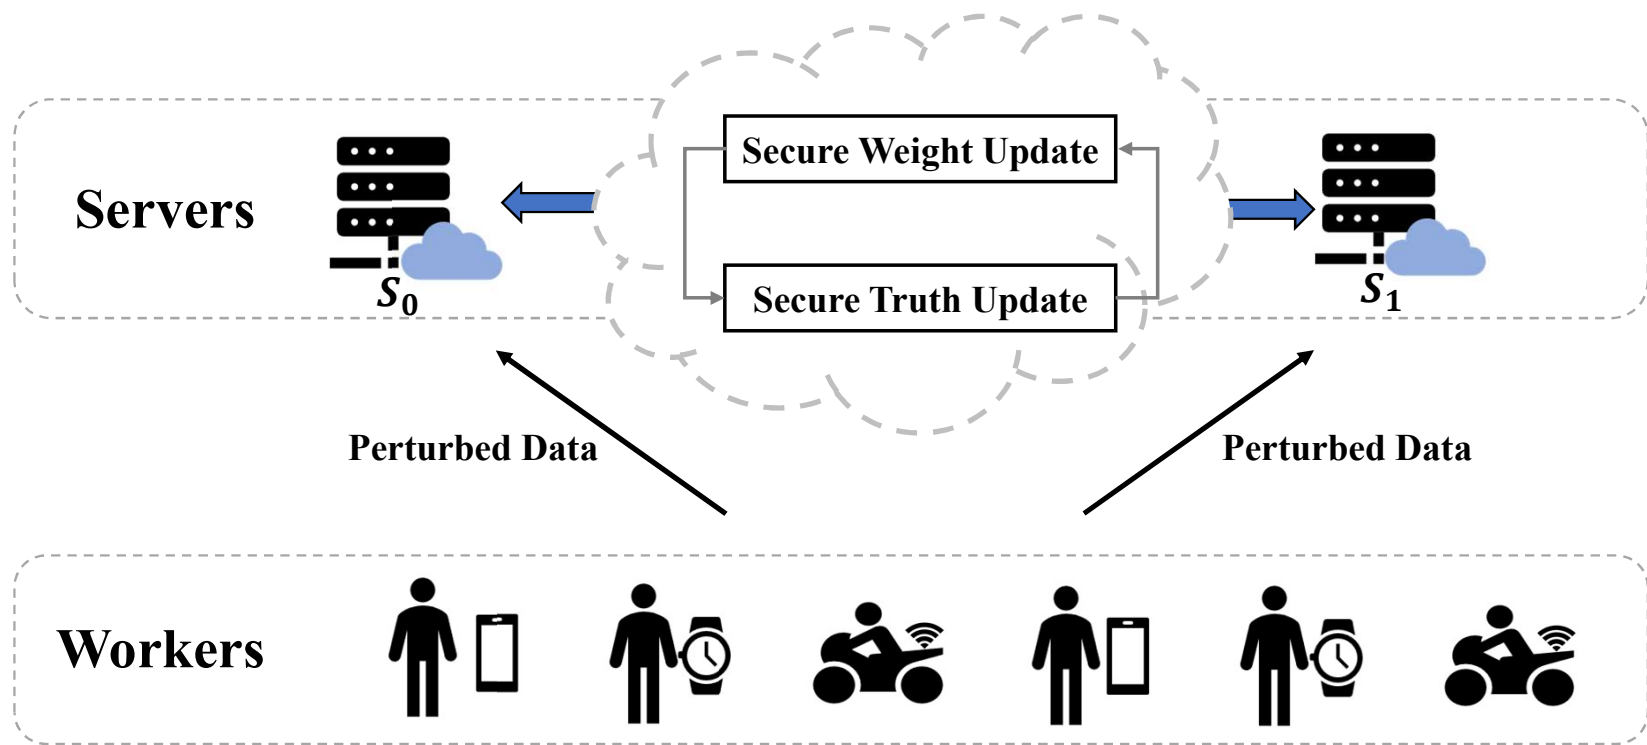 Secure Weight Update
Servers
S₀
S₁
Secure Truth Update
Perturbed Data
Perturbed Data
Workers